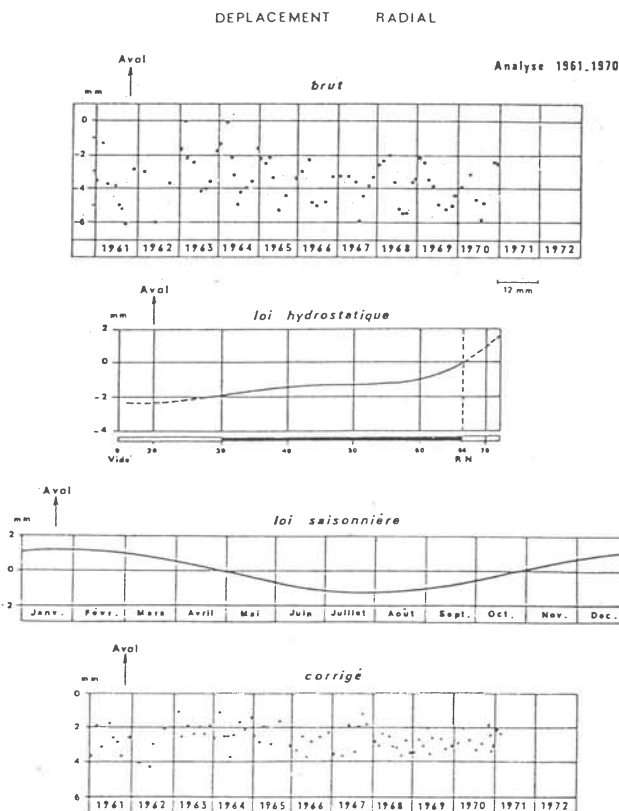 DEPLACEMENT RADIAL
Aval
Analyse 1961_1970
mm
brut
0
-2
-4
-6
1961 1962 1963 1964 1965 1966 1967 1968 1969 1970 1971 1972
12 mm
Aval
mm
loi hydrostatique
2
0
-2
-4
0 20 30 40 50 60 66 70
Vide R N
Aval
mm
loi saisonnière
2
0
-2
Janv. Févr. Mars Avril Mai Juin Juillet Août Sept. Oct. Nov. Dec.
Aval
mm
corrigé
0
2
4
6
1961 1962 1963 1964 1965 1966 1967 1968 1969 1970 1971 1972